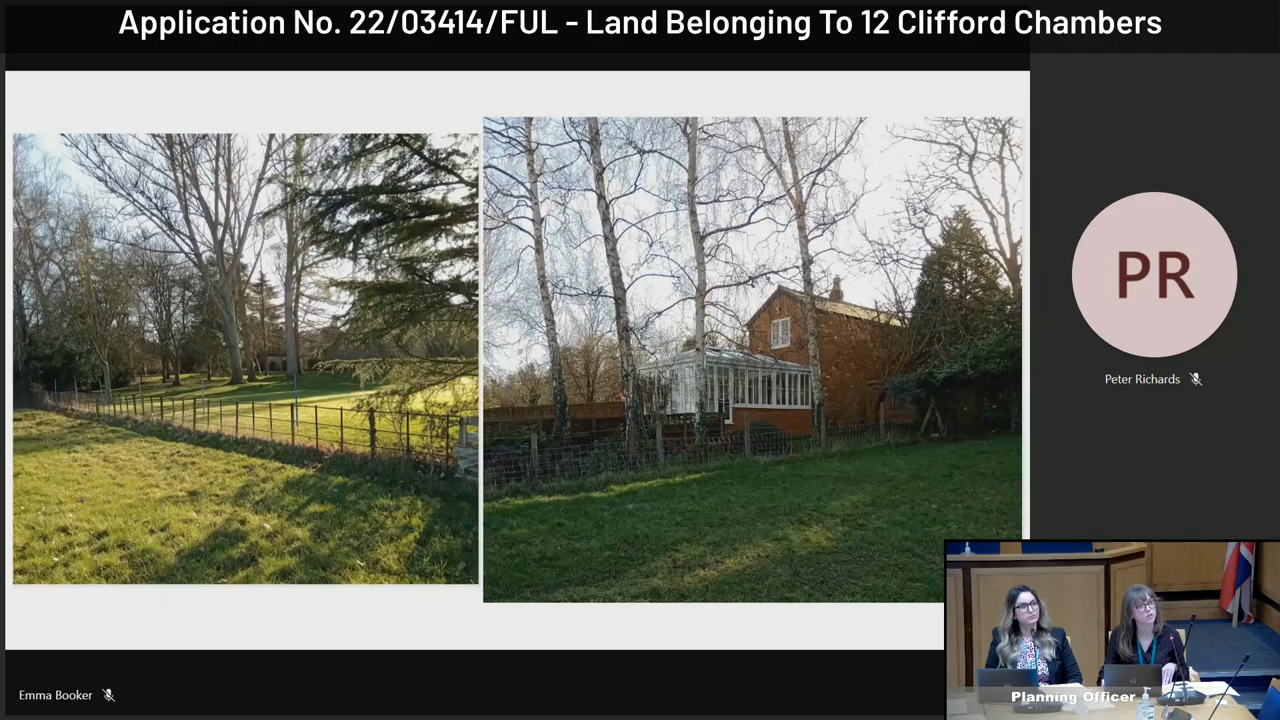 Application No. 22/03414/FUL - Land Belonging To 12 Clifford Chambers
PR
Peter Richards
Emma Booker
Planning Officer